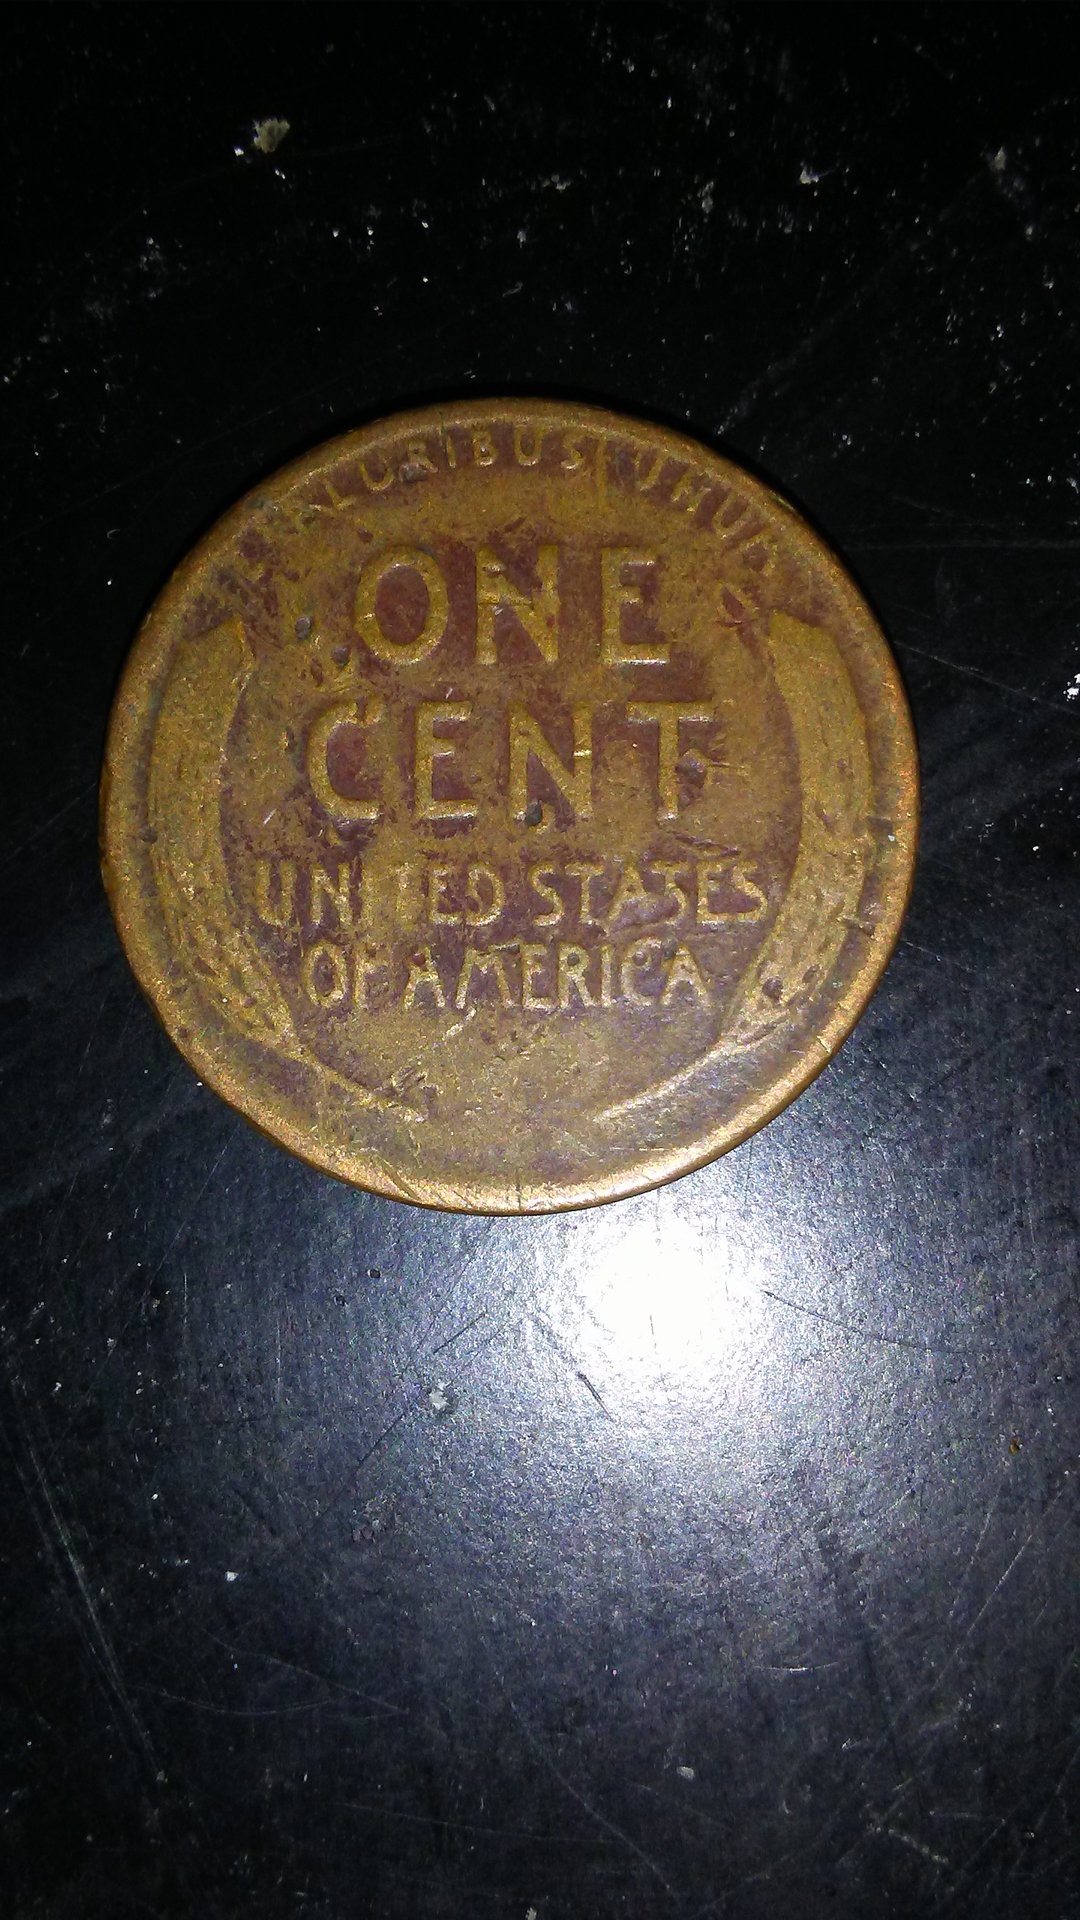 PLURIBUS UNUM
ONE
CENT
UNITED STATES
OF AMERICA